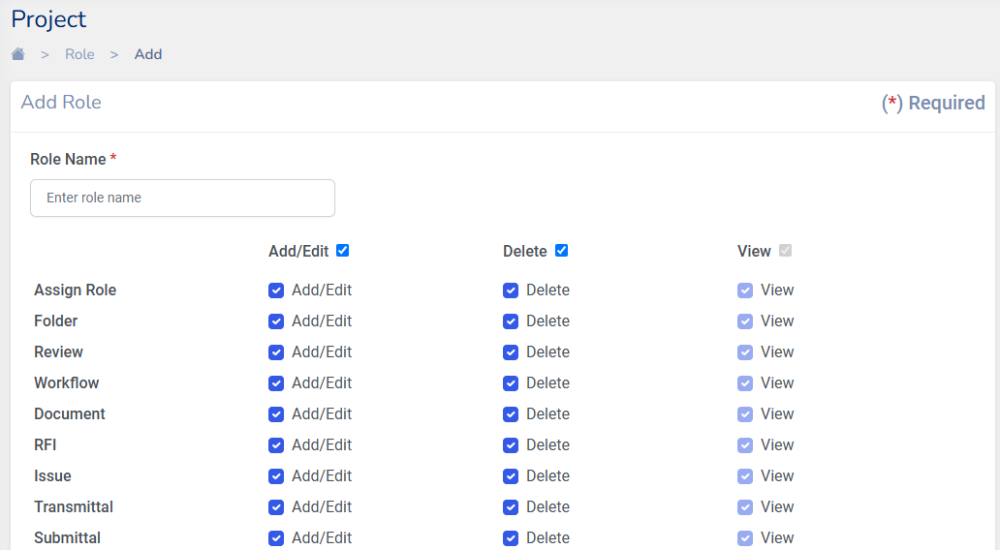 Project
> Role > Add
Add Role (*) Required
Role Name *
Enter role name
Add/Edit Delete View
Assign Role Add/Edit Delete View
Folder Add/Edit Delete View
Review Add/Edit Delete View
Workflow Add/Edit Delete View
Document Add/Edit Delete View
RFI Add/Edit Delete View
Issue Add/Edit Delete View
Transmittal Add/Edit Delete View
Submittal Add/Edit Delete View